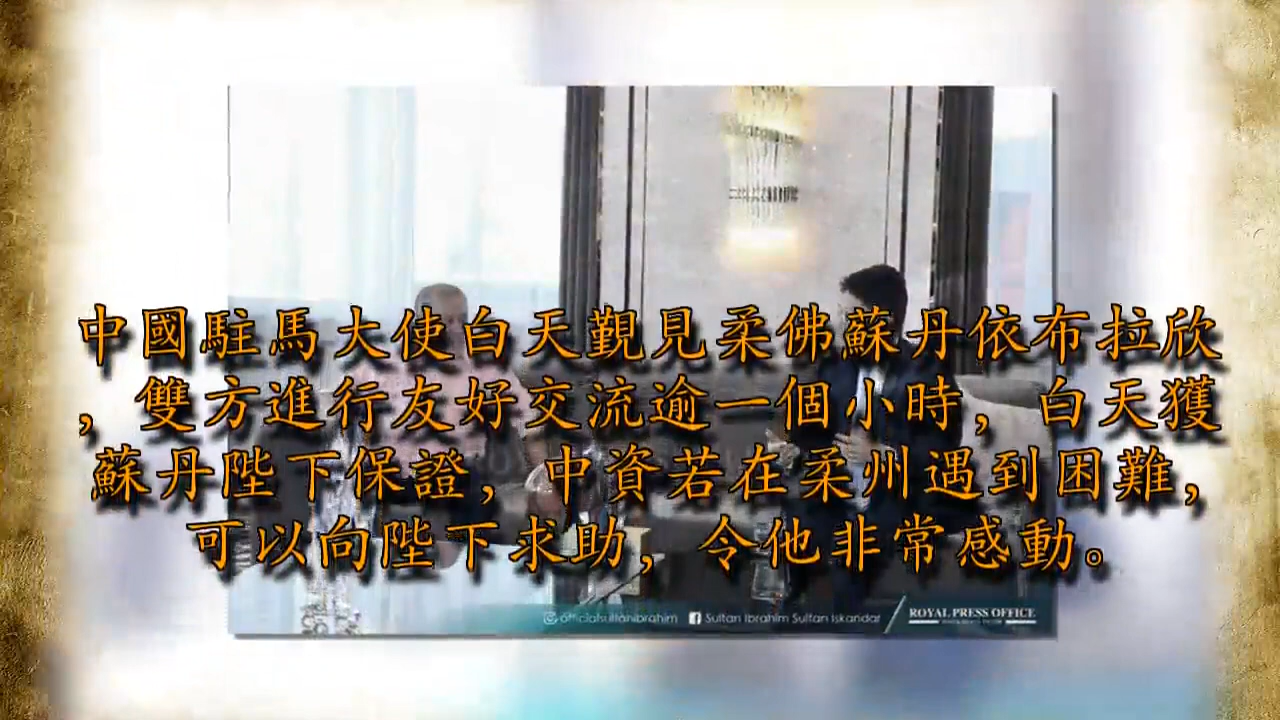 中國駐馬大使白天覲見柔佛蘇丹依布拉欣
，雙方進行友好交流逾一個小時，白天獲
蘇丹陛下保證，中資若在柔州遇到困難，
可以向陛下求助，令他非常感動。
officialsultanibrahim Sultan Ibrahim Sultan Iskandar ROYAL PRESS OFFICE